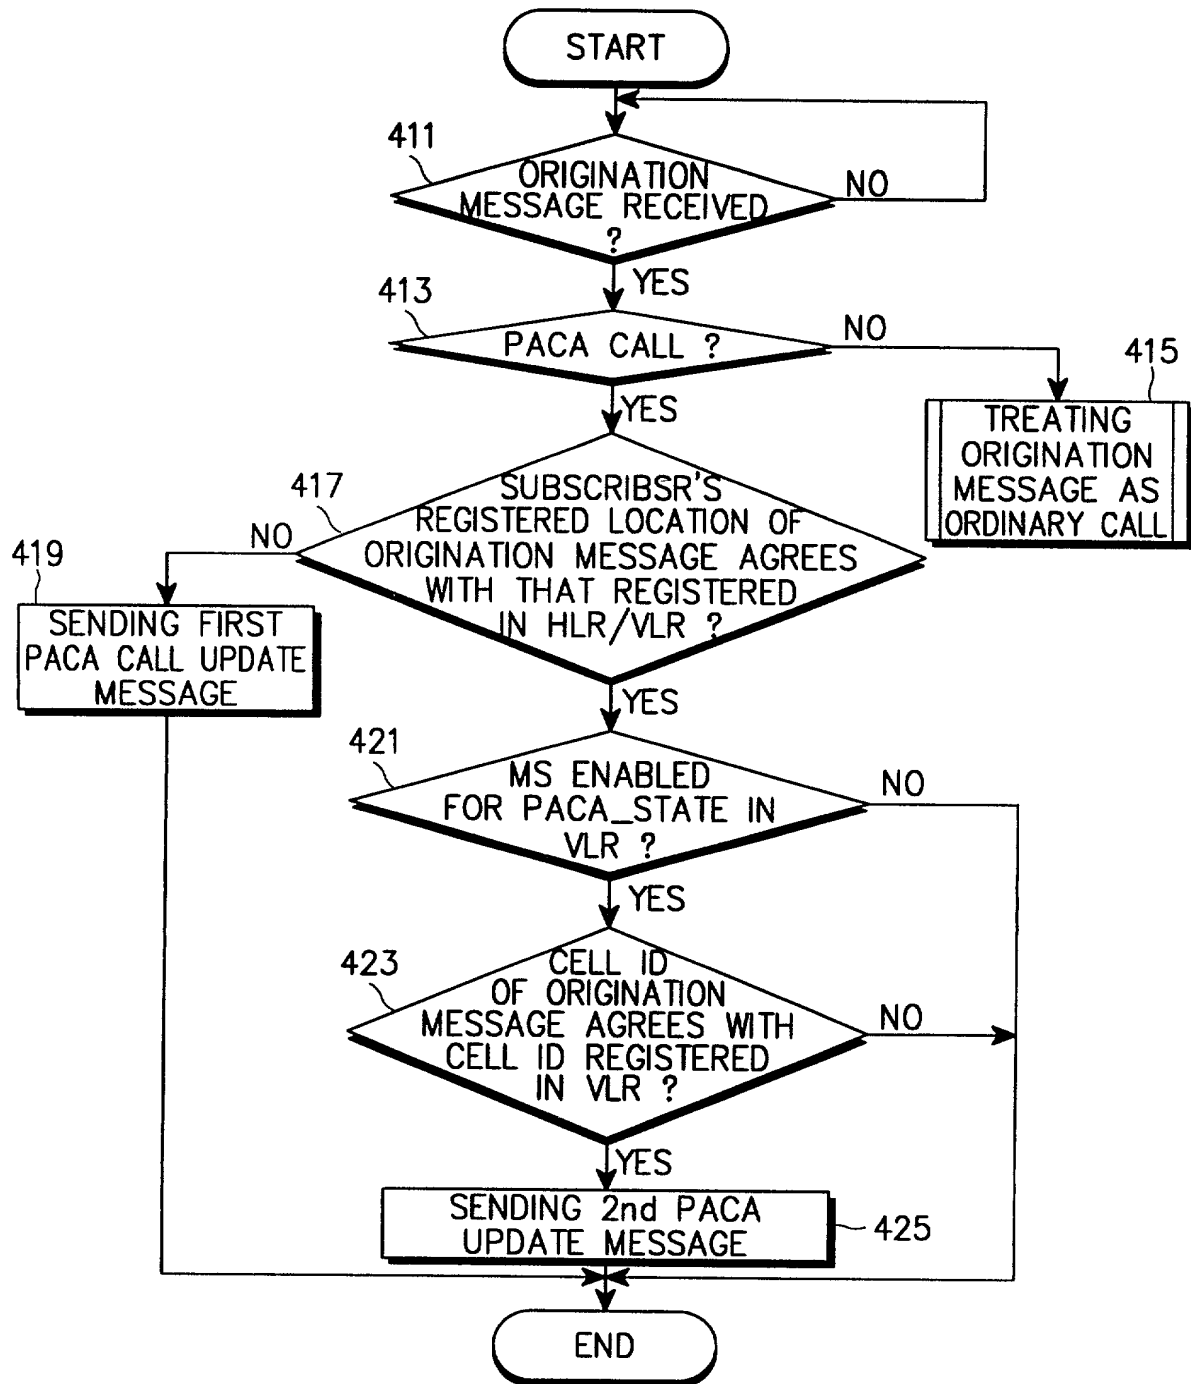 START
411
ORIGINATION
MESSAGE RECEIVED
?
NO
YES
413
PACA CALL ?
NO
YES
415
TREATING
ORIGINATION
MESSAGE AS
ORDINARY CALL
417
SUBSCRIBSR'S
REGISTERED LOCATION OF
ORIGINATION MESSAGE AGREES
WITH THAT REGISTERED
IN HLR/VLR ?
NO
419
SENDING FIRST
PACA CALL UPDATE
MESSAGE
YES
421
MS ENABLED
FOR PACA_STATE IN
VLR ?
NO
YES
423
CELL ID
OF ORIGINATION
MESSAGE AGREES WITH
CELL ID REGISTERED
IN VLR ?
NO
YES
SENDING 2nd PACA
UPDATE MESSAGE
425
END